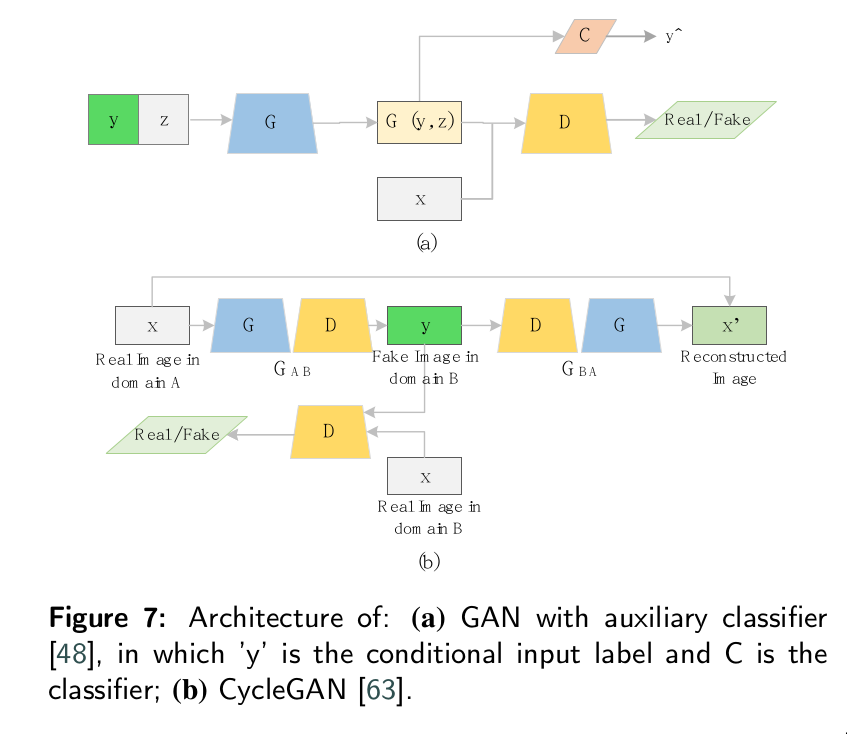 C
y^
y
z
G
G (y,z)
D
Real/Fake
x
(a)
x
G
D
y
D
G
x'
Real Image in
domain A
G AB
Fake Image in
domain B
G BA
Reconstructed
Image
Real/Fake
D
x
Real Image in
domain B
(b)
Figure 7: Architecture of: (a) GAN with auxiliary classifier
[48], in which 'y' is the conditional input label and C is the
classifier; (b) CycleGAN [63].